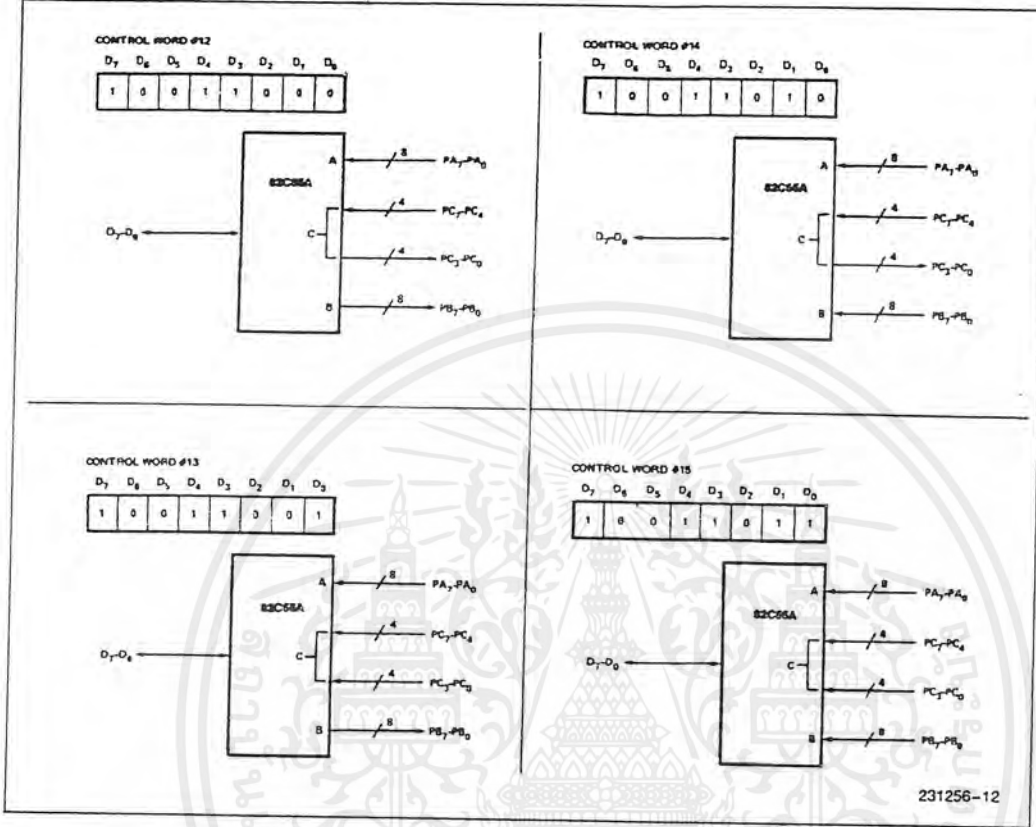 CONTROL WORD #12
D7 D6 D5 D4 D3 D2 D1 D0
1 0 0 1 1 0 0 0
A
8
PA7-PA0
82C55A
4
PC7-PC4
D7-D0
C
4
PC3-PC0
B
8
PB7-PB0
CONTROL WORD #14
D7 D6 D5 D4 D3 D2 D1 D0
1 0 0 1 1 0 1 0
A
8
PA7-PA0
82C55A
4
PC7-PC4
D7-D0
C
4
PC3-PC0
B
8
PB7-PB0
CONTROL WORD #13
D7 D6 D5 D4 D3 D2 D1 D0
1 0 0 1 1 0 0 1
A
8
PA7-PA0
82C55A
4
PC7-PC4
D7-D0
C
4
PC3-PC0
B
8
PB7-PB0
CONTROL WORD #15
D7 D6 D5 D4 D3 D2 D1 D0
1 0 0 1 1 0 1 1
A
8
PA7-PA0
82C55A
4
PC7-PC4
D7-D0
C
4
PC3-PC0
B
8
PB7-PB0
231256-12